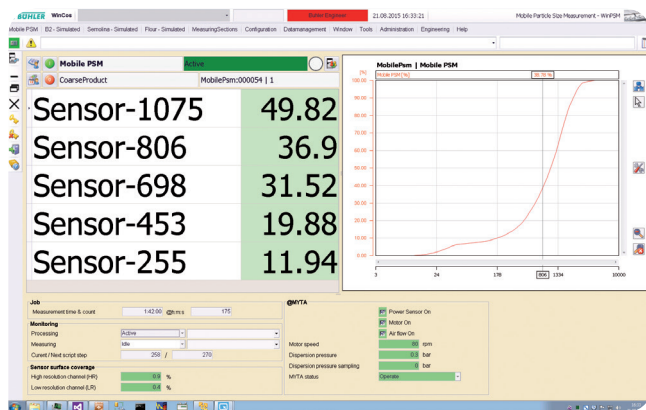 BÜHLER WinCos
Buhler Engineer
21.08.2015 16:33:21
Mobile Particle Size Measurement - WinPSM
Mobile PSM B2 - Simulated Semolina - Simulated Flour - Simulated MeasuringSections Configuration Datamanagement Window Tools Administration Engineering Help
Mobile PSM Active
CoarseProduct MobilePsm:000054 | 1
Sensor-1075 49.82
Sensor-806 36.9
Sensor-698 31.52
Sensor-453 19.88
Sensor-255 11.94
MobilePsm | Mobile PSM
[%] Mobile PSM [%]
100.00
90.00
80.00
70.00
60.00
50.00
40.00
30.00
20.00
10.00
0.00
3 24 178 806 1334 10000
Job
Measurement time & count 1:42:00 @h:m:s 175
Monitoring
Processing Active
Measuring Idle
Curent / Next script step 258 / 270
Sensor surface coverage
High resolution channel (HR) 0.9 %
Low resolution channel (LR) 0.4 %
@MYTA
Power Sensor On
Motor On
Air flow On
Motor speed 80 rpm
Dispersion pressure 0.3 bar
Dispersion pressure sampling 0 bar
MYTA status Operate